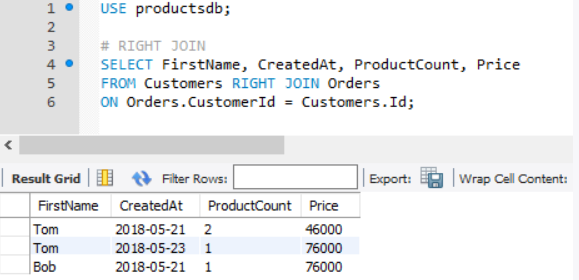 1 USE productsdb;
2
3 # RIGHT JOIN
4 SELECT FirstName, CreatedAt, ProductCount, Price
5 FROM Customers RIGHT JOIN Orders
6 ON Orders.CustomerId = Customers.Id;
Result Grid Filter Rows: Export: Wrap Cell Content:
FirstName CreatedAt ProductCount Price
Tom 2018-05-21 2 46000
Tom 2018-05-23 1 76000
Bob 2018-05-21 1 76000